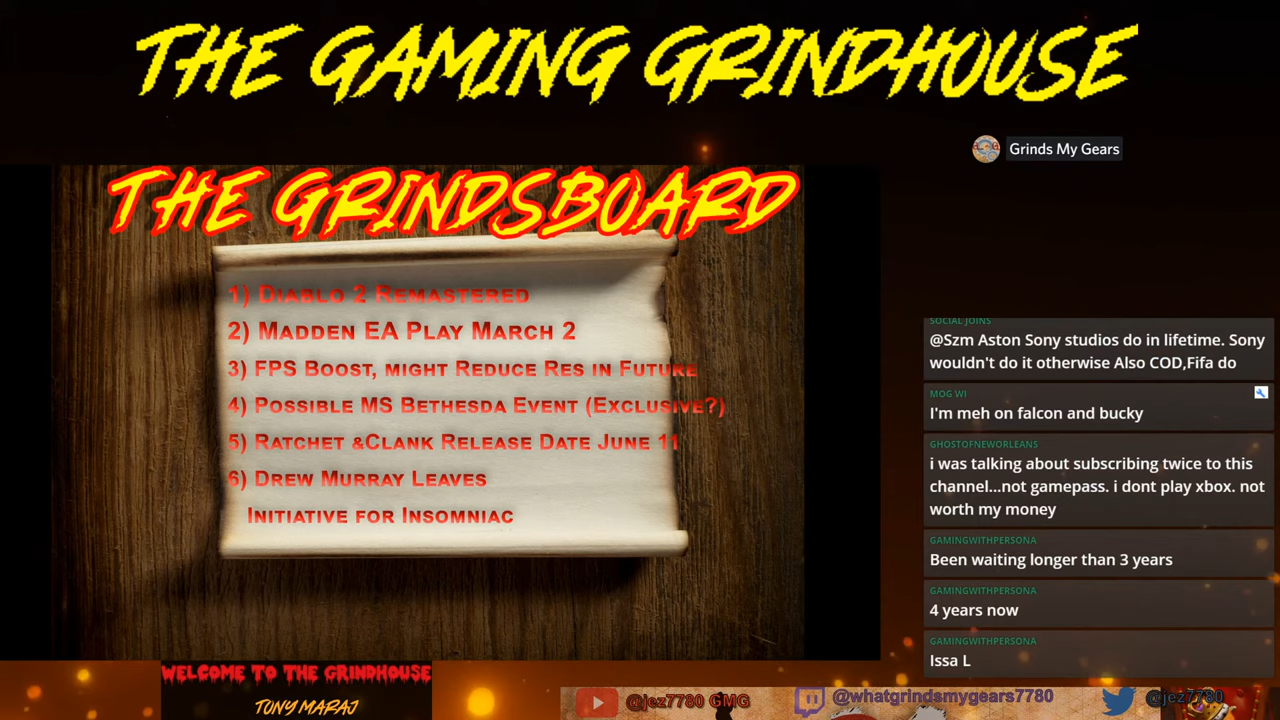 THE GAMING GRINDHOUSE
Grinds My Gears
THE GRINDSBOARD
1) Diablo 2 Remastered
2) Madden EA Play March 2
3) FPS Boost, might Reduce Res in Future
4) Possible MS Bethesda Event (Exclusive?)
5) Ratchet &Clank Release Date June 11
6) Drew Murray Leaves
Initiative for Insomniac
SOCIAL JOINS
@Szm Aston Sony studios do in lifetime. Sony
wouldn't do it otherwise Also COD,Fifa do
MOG WI
I'm meh on falcon and bucky
GHOSTOFNEWORLEANS
i was talking about subscribing twice to this
channel...not gamepass. i dont play xbox. not
worth my money
GAMINGWITHPERSONA
Been waiting longer than 3 years
GAMINGWITHPERSONA
4 years now
GAMINGWITHPERSONA
Issa L
WELCOME TO THE GRINDHOUSE
TONY MARAJ
@jez7780 GMG
@whatgrindsmygears7780
@jez7780